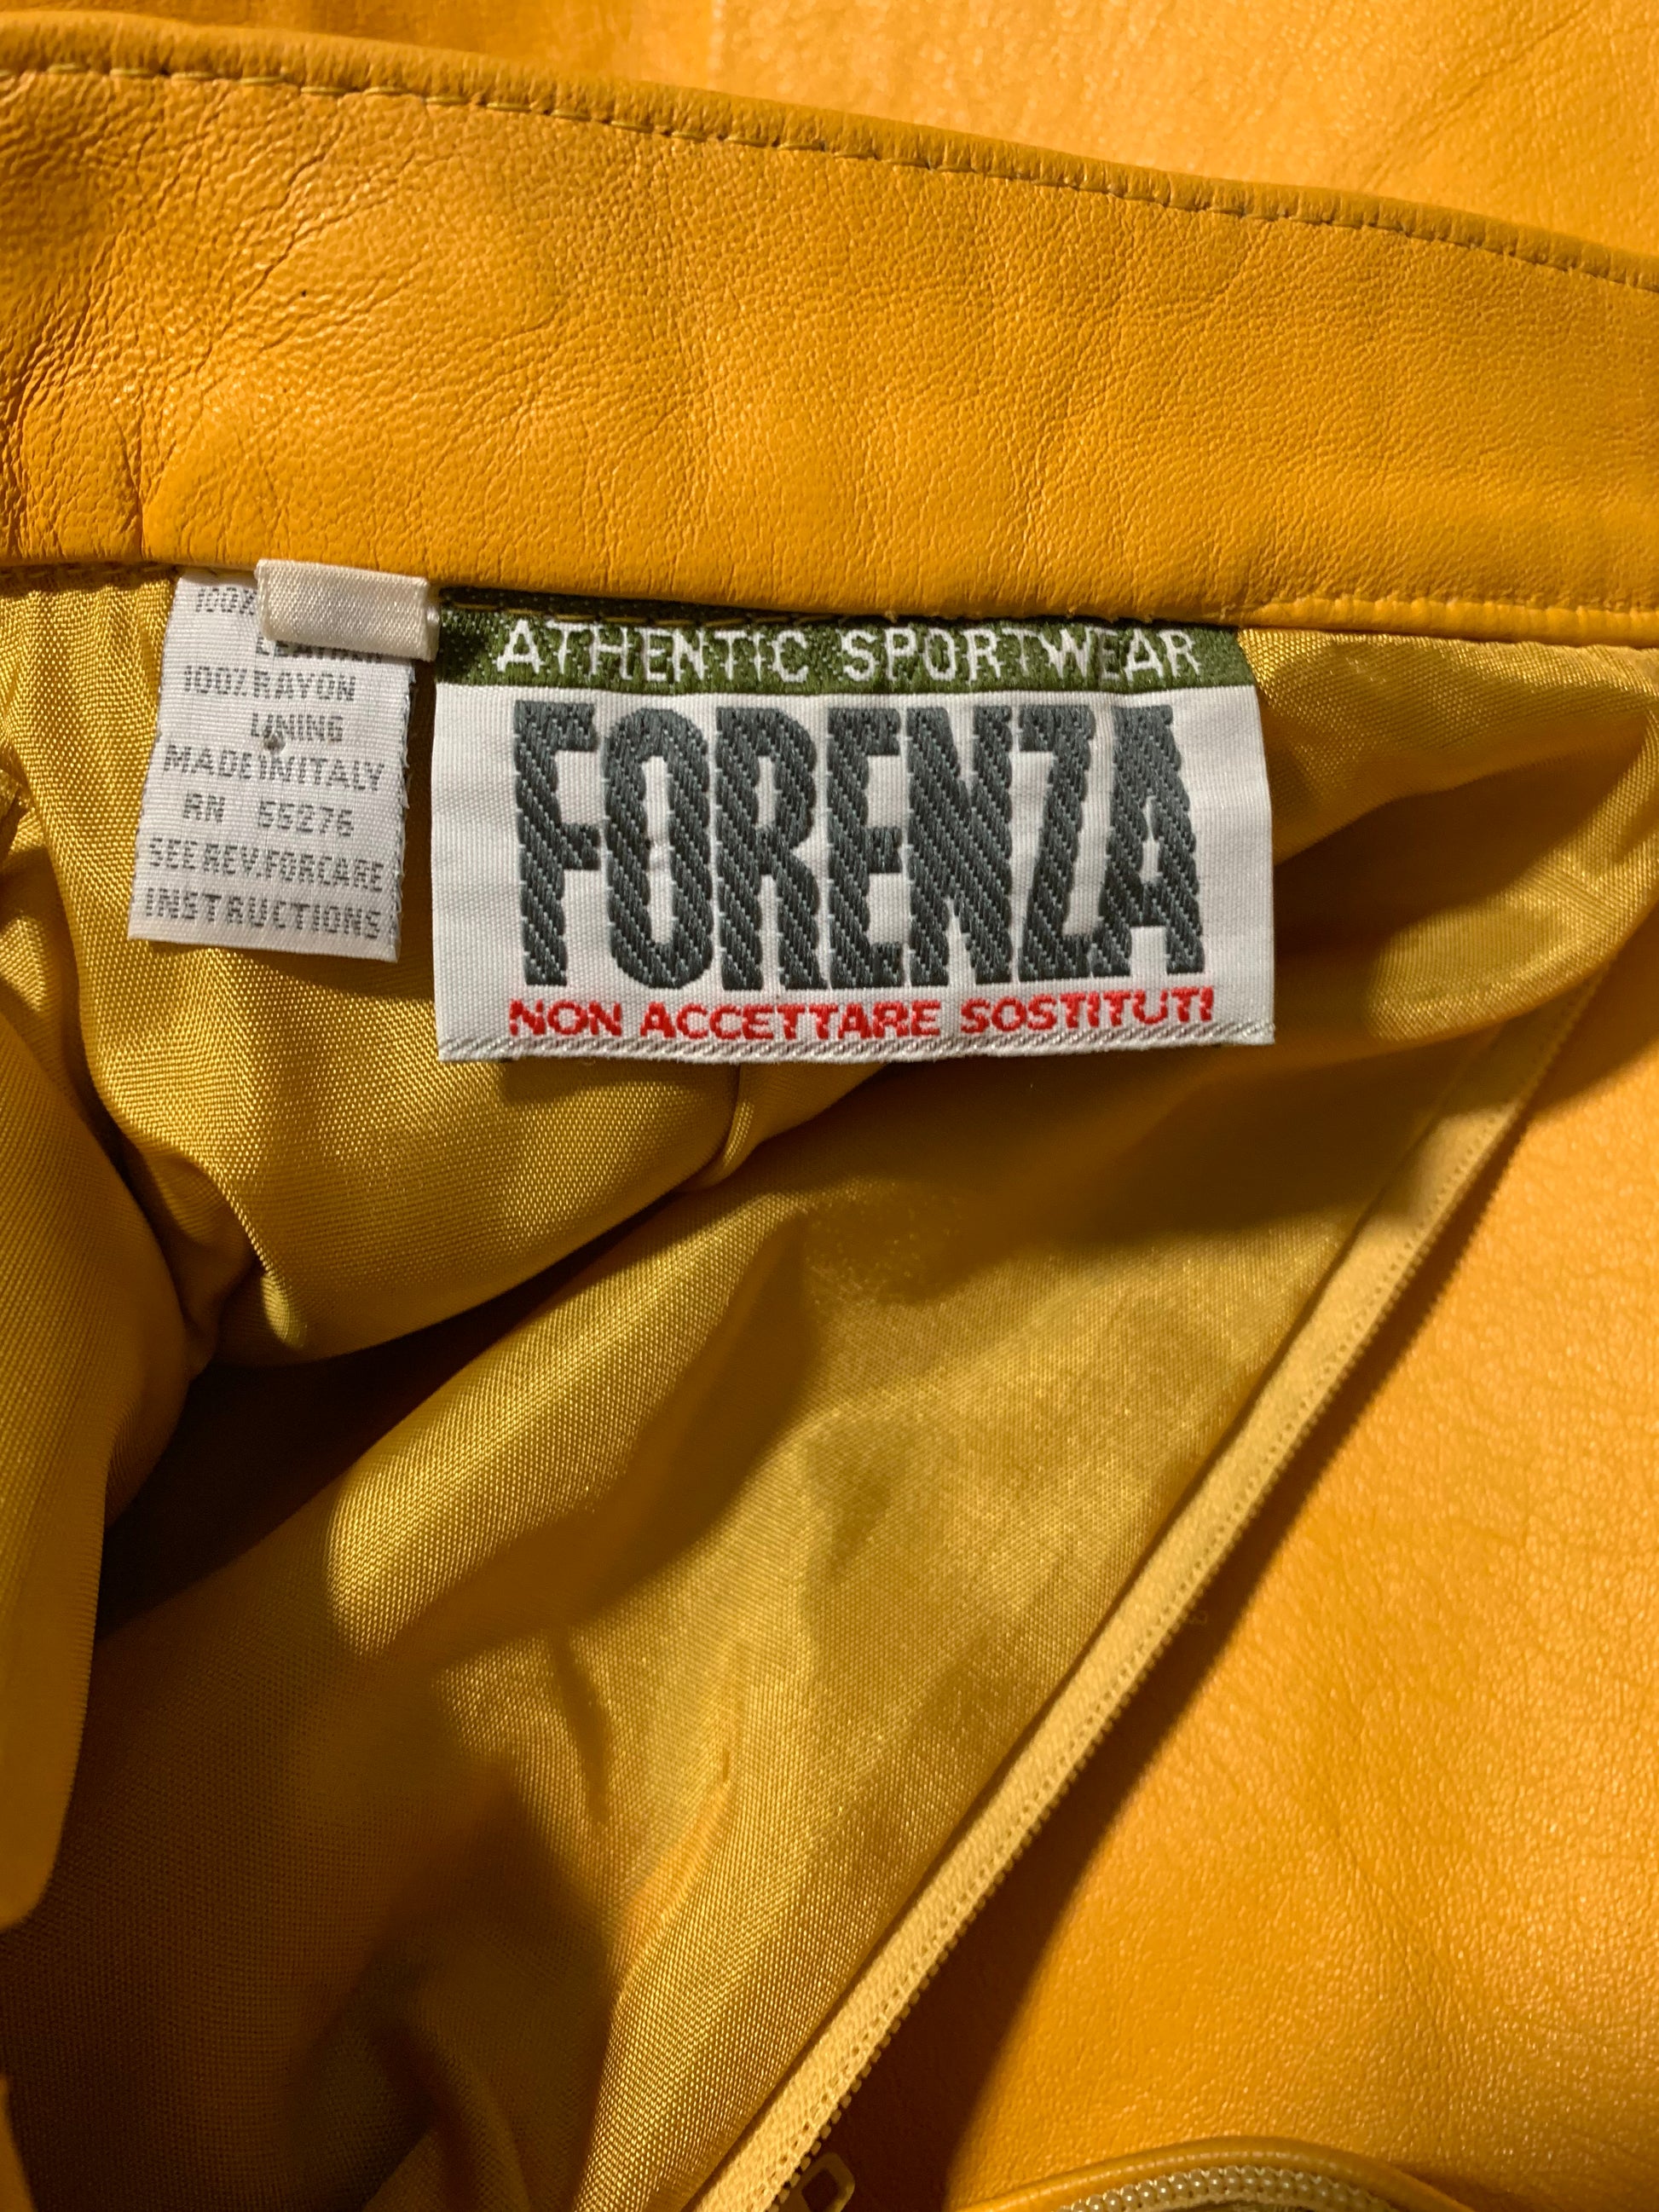 100%
LEATHER
100% RAYON
LINING
MADE IN ITALY
RN 55276
SEE REV. FOR CARE
INSTRUCTIONS
ATHENTIC SPORTWEAR
FORENZA
NON ACCETTARE SOSTITUTI